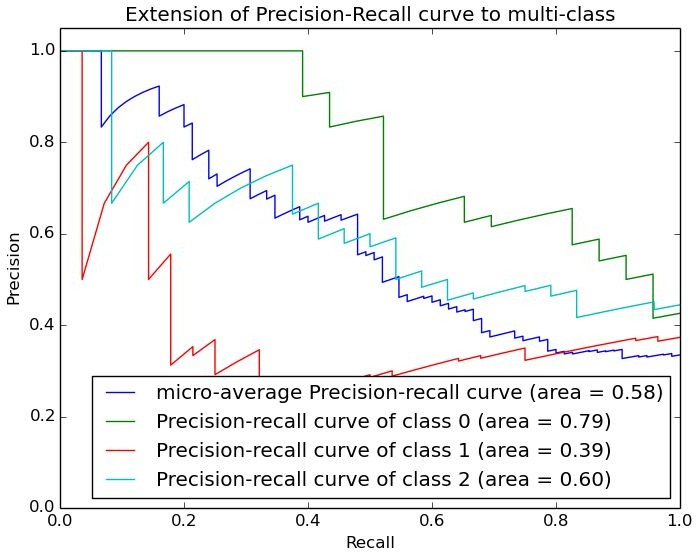 Extension of Precision-Recall curve to multi-class
1.0
0.8
0.6
0.4
0.2
0.0
Precision
micro-average Precision-recall curve (area = 0.58)
Precision-recall curve of class 0 (area = 0.79)
Precision-recall curve of class 1 (area = 0.39)
Precision-recall curve of class 2 (area = 0.60)
0.0 0.2 0.4 0.6 0.8 1.0
Recall